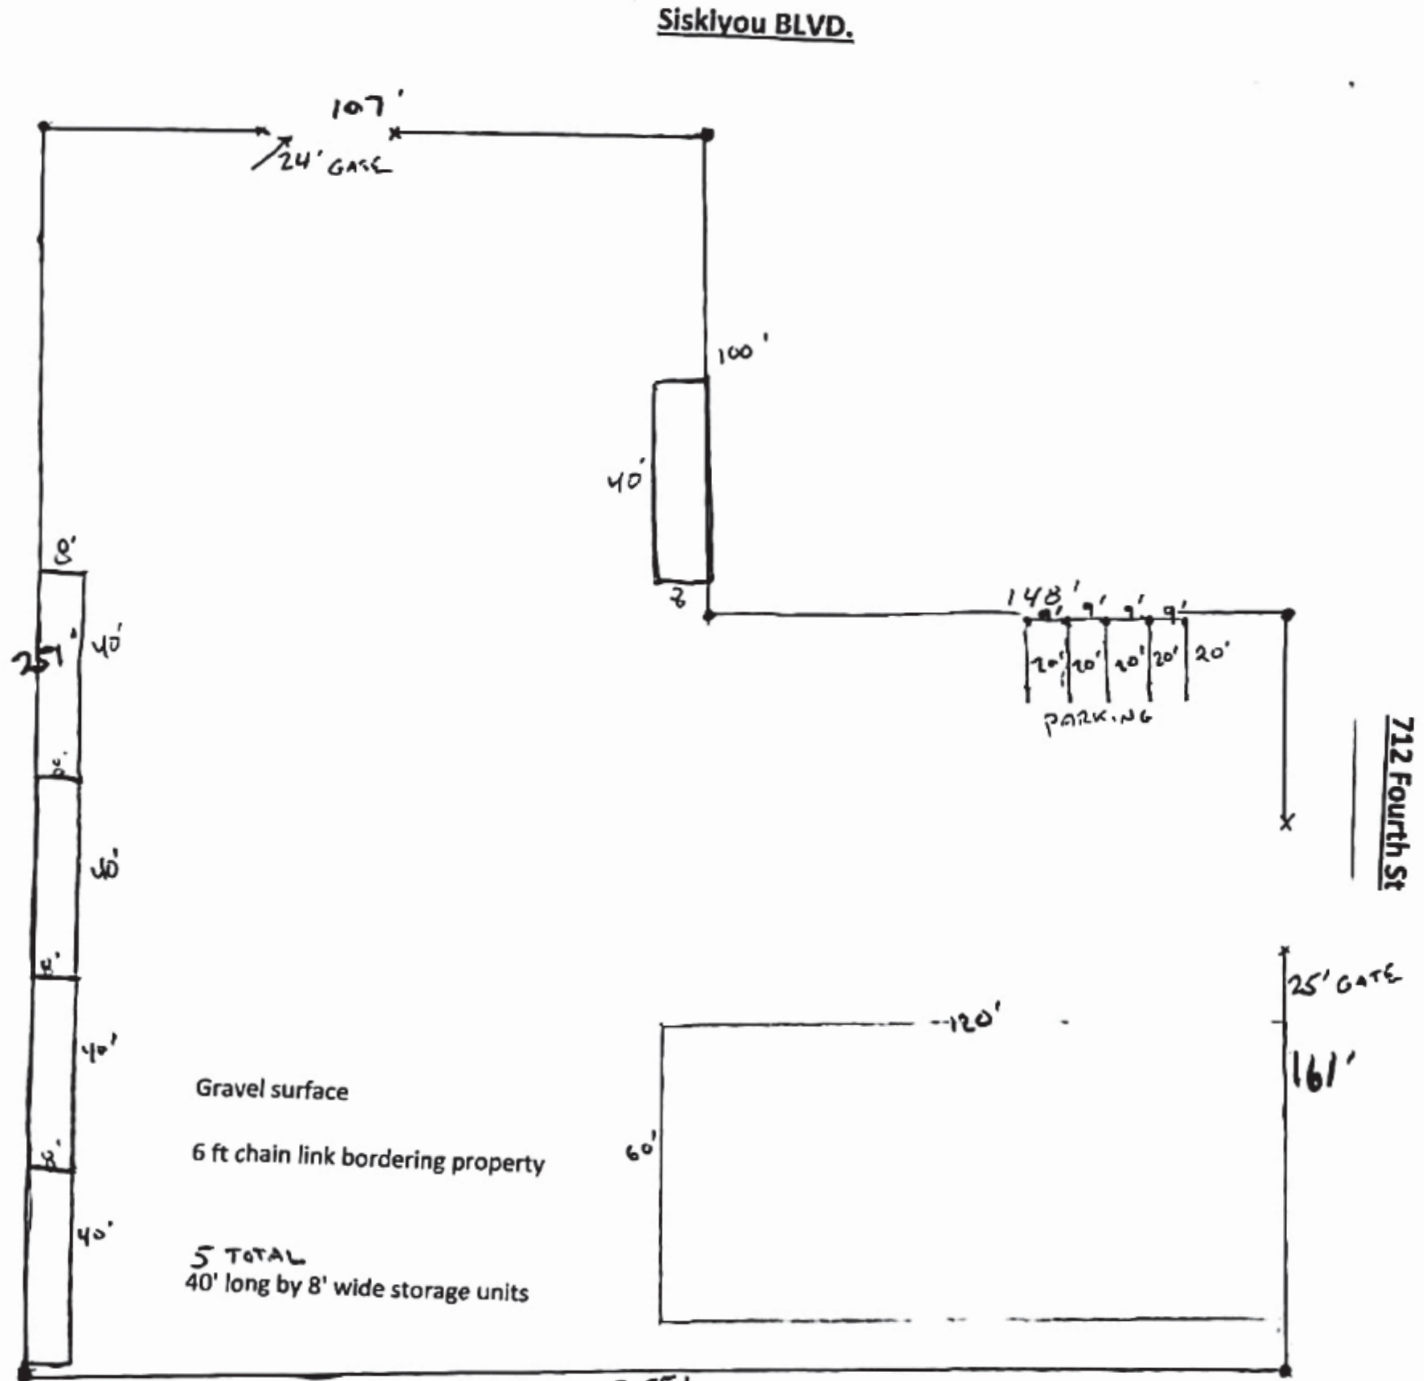 Siskiyou BLVD.
107'
24' GATE
100'
40'
8
8'
40'
148'
9' 9' 9'
20' 20' 20' 20' 20'
PARKING
712 Fourth St
40'
8'
25' GATE
120'
161'
40'
60'
Gravel surface
6 ft chain link bordering property
8'
40'
5 TOTAL
40' long by 8' wide storage units